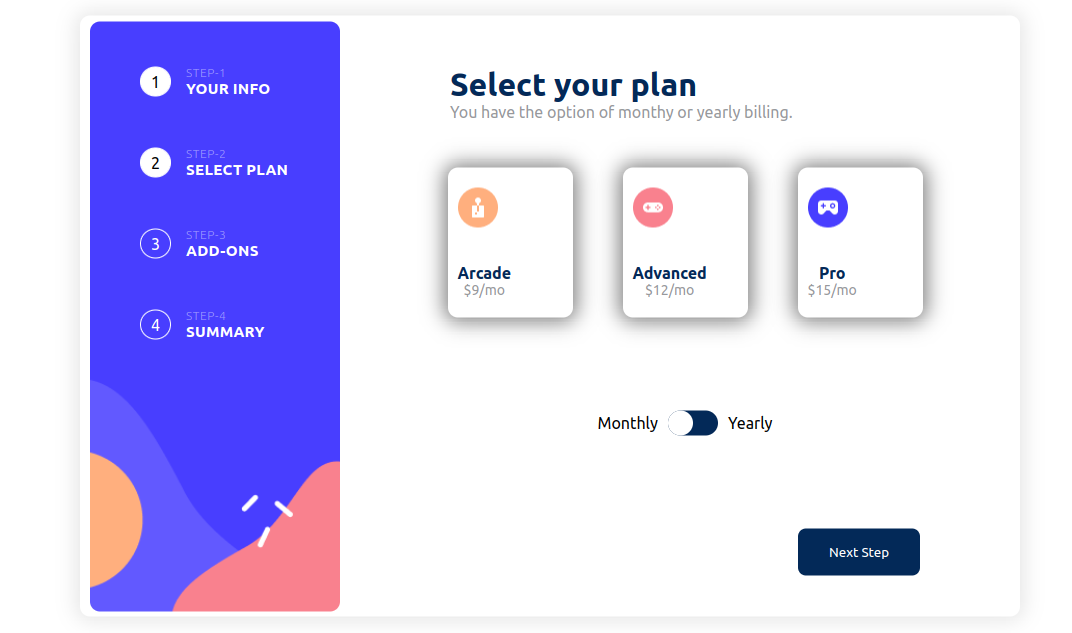 1
STEP-1
YOUR INFO
2
STEP-2
SELECT PLAN
3
STEP-3
ADD-ONS
4
STEP-4
SUMMARY
Select your plan
You have the option of monthy or yearly billing.
Arcade
$9/mo
Advanced
$12/mo
Pro
$15/mo
Monthly Yearly
Next Step